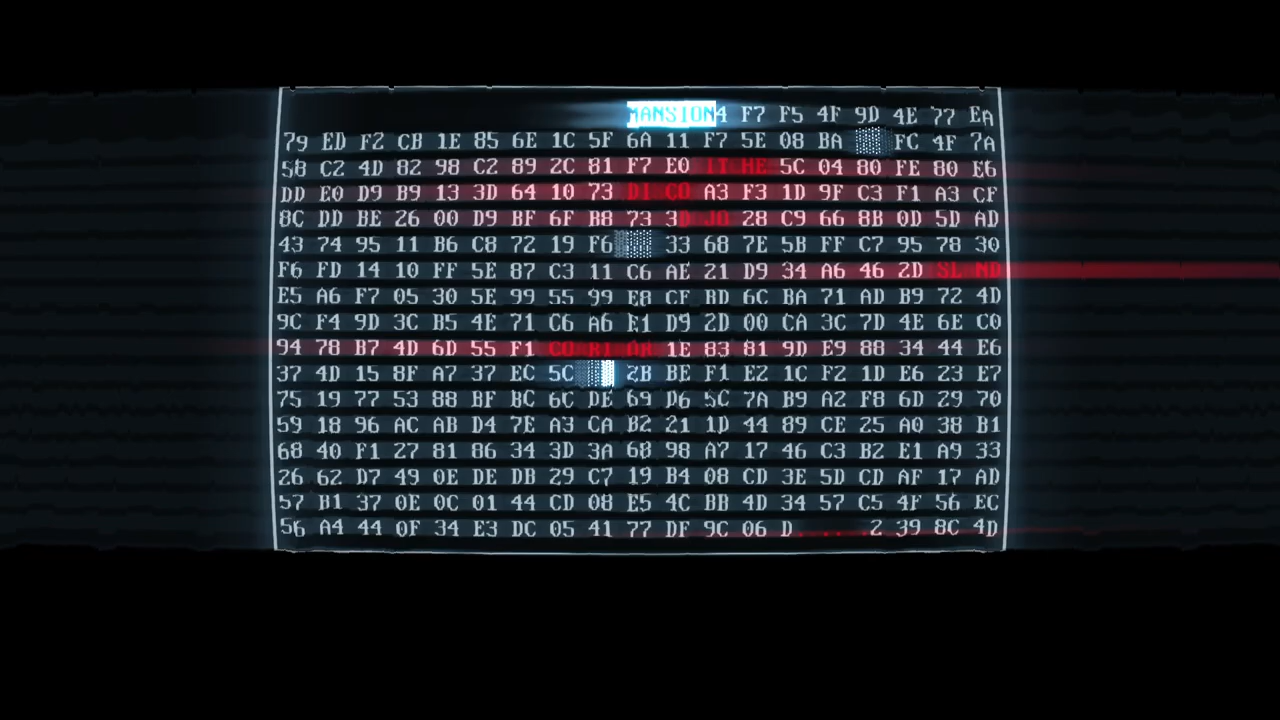 MANSION4 F7 F5 4F 9D 4E 77 EA
79 ED F2 CB 1E 85 6E 1C 5F 6A 11 F7 5E 08 BA FC 4F 7A
58 C2 4D 82 98 C2 89 2C 81 F7 E0 IT HE 5C 04 80 FE 80 E6
DD E0 D9 B9 13 3D 64 10 73 DI CO A3 F3 1D 9F C3 F1 A3 CF
8C DD BE 26 00 D9 BF 6F B8 73 3D JO 28 C9 66 8B 0D 5D AD
43 74 95 11 B6 C8 72 19 F6 33 68 7E 5B FF C7 95 78 30
F6 FD 14 10 FF 5E 87 C3 11 C6 AE 21 D9 34 A6 46 2D SL ND
E5 A6 F7 05 30 5E 99 55 99 E8 CF BD 6C BA 71 AD B9 72 4D
9C F4 9D 3C B5 4E 71 C6 A6 E1 D9 2D 00 CA 3C 7D 4E 6E C0
94 78 B7 4D 6D 55 F1 CO RI OR 1E 83 81 9D E9 88 34 44 E6
37 4D 15 8F A7 37 EC 5C 2B BE F1 E2 1C F2 1D E6 23 E7
75 19 77 53 88 BF BC 6C DE 69 D6 5C 7A B9 A2 F8 6D 29 70
59 18 96 AC AB D4 7E A3 CA B2 21 1D 44 89 CE 25 A0 38 B1
68 40 F1 27 81 86 34 3D 3A 68 98 A7 17 46 C3 B2 E1 A9 33
26 62 D7 49 0E DE DB 29 C7 19 B4 08 CD 3E 5D CD AF 17 AD
57 B1 37 0E 0C 01 44 CD 08 E5 4C BB 4D 34 57 C5 4F 56 EC
56 A4 44 0F 34 E3 DC 05 41 77 DF 9C 06 D 2 39 8C 4D